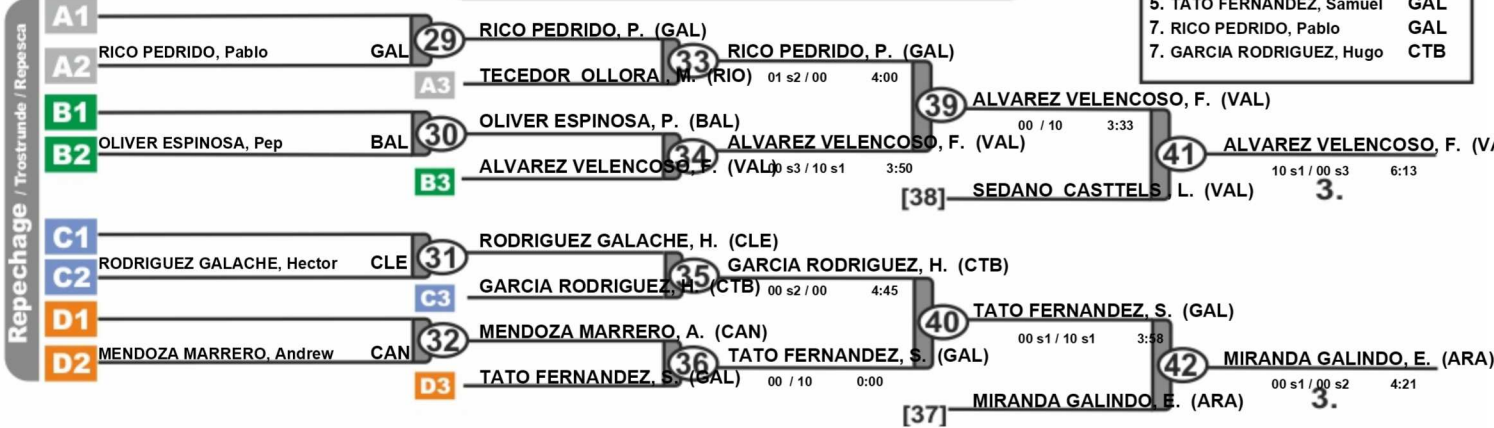 5. TATO FERNANDEZ, Samuel GAL
7. RICO PEDRIDO, Pablo GAL
7. GARCIA RODRIGUEZ, Hugo CTB
Repechage / Trostrunde / Repesca
A1
RICO PEDRIDO, Pablo GAL
A2
29
RICO PEDRIDO, P. (GAL)
A3
TECEDOR OLLORA , M. (RIO)
33
RICO PEDRIDO, P. (GAL)
01 s2 / 00 4:00
B1
OLIVER ESPINOSA, Pep BAL
B2
30
OLIVER ESPINOSA, P. (BAL)
B3
ALVAREZ VELENCOSO, F. (VAL)
34
ALVAREZ VELENCOSO, F. (VAL)
00 s3 / 10 s1 3:50
39
ALVAREZ VELENCOSO, F. (VAL)
00 / 10 3:33
[38]
SEDANO CASTTELS , L. (VAL)
41
ALVAREZ VELENCOSO, F.
10 s1 / 00 s3 6:13
3.
C1
RODRIGUEZ GALACHE, Hector CLE
C2
31
RODRIGUEZ GALACHE, H. (CLE)
C3
GARCIA RODRIGUEZ, H. (CTB)
35
GARCIA RODRIGUEZ, H. (CTB)
00 s2 / 00 4:45
D1
MENDOZA MARRERO, Andrew CAN
D2
32
MENDOZA MARRERO, A. (CAN)
D3
TATO FERNANDEZ, S. (GAL)
36
TATO FERNANDEZ, S. (GAL)
00 / 10 0:00
40
TATO FERNANDEZ, S. (GAL)
00 s1 / 10 s1 3:58
[37]
MIRANDA GALINDO, E. (ARA)
42
MIRANDA GALINDO, E. (ARA)
00 s1 / 00 s2 4:21
3.